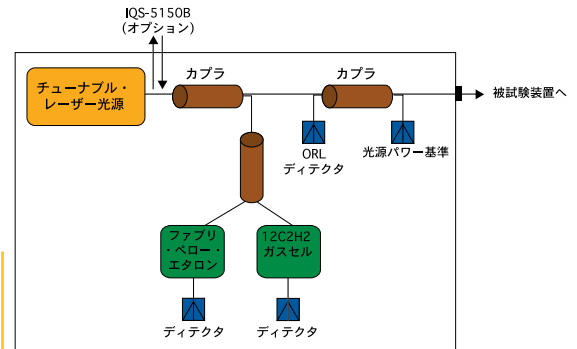 IQS-5150B
(オプション)
カプラ
カプラ
チューナブル・
レーザー光源
被試験装置へ
ORL
ディテクタ
光源パワー基準
ファブリ
・ペロー・
エタロン
12C2H2
ガスセル
ディテクタ
ディテクタ